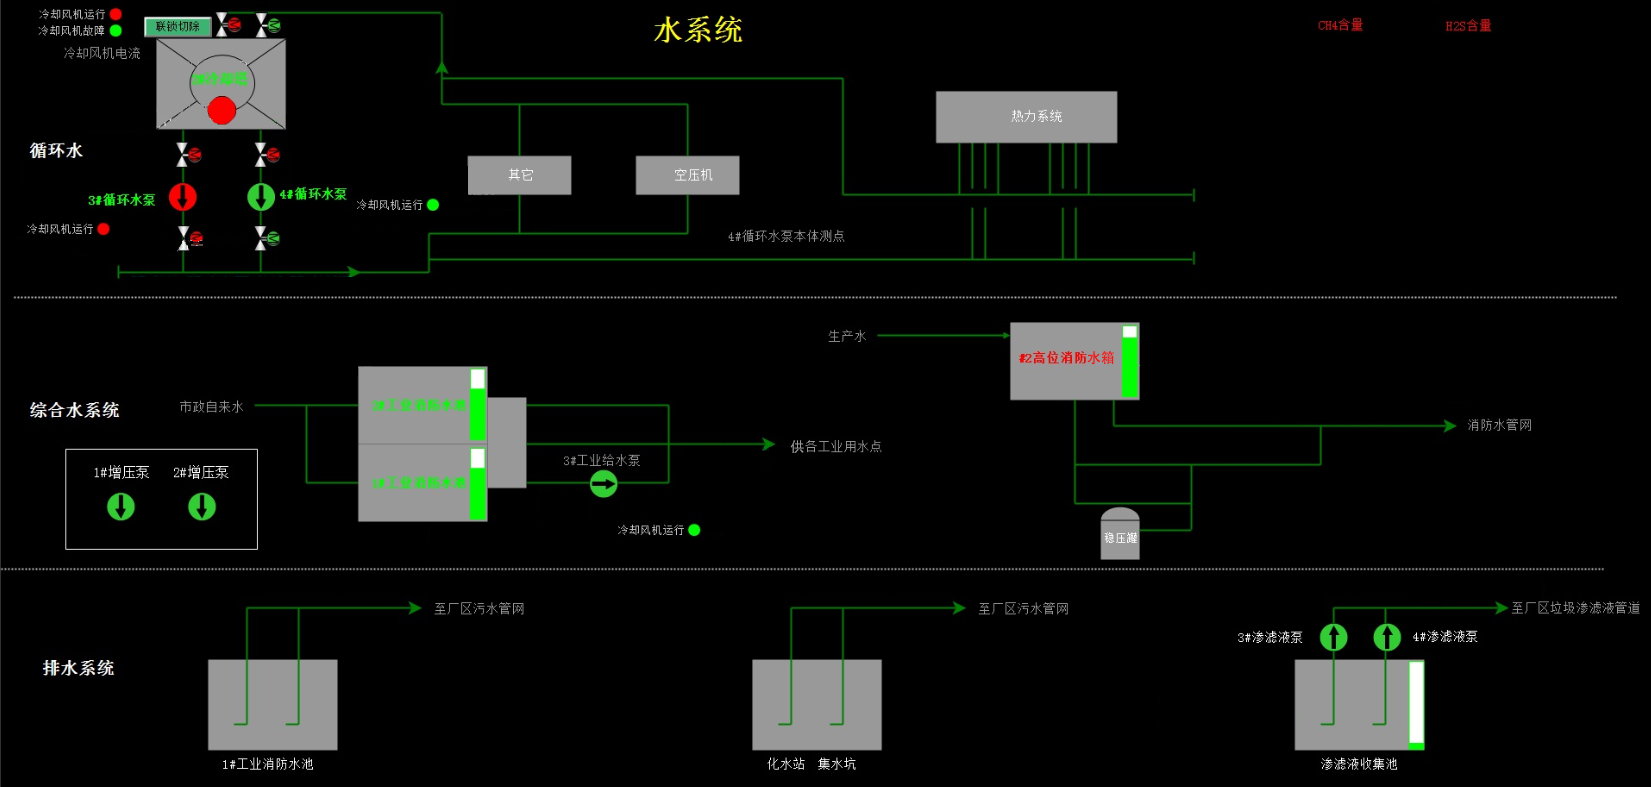 冷却风机运行
冷却风机故障
联锁切除
水系统
CH4含量
H2S含量
冷却风机电流
热力系统
循环水
其它
空压机
3#循环水泵
4#循环水泵
冷却风机运行
冷却风机运行
4#循环水泵本体测点
生产水
#2高位消防水箱
综合水系统
市政自来水
2#工业消防水池
消防水管网
供各工业用水点
1#增压泵
2#增压泵
3#工业给水泵
1#工业消防水池
冷却风机运行
稳压罐
至厂区污水管网
至厂区污水管网
至厂区垃圾渗滤液管道
3#渗滤液泵
4#渗滤液泵
排水系统
1#工业消防水池
化水站 集水坑
渗滤液收集池